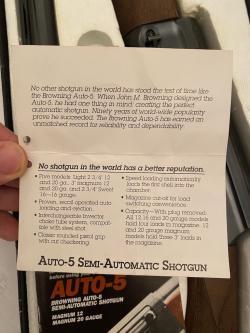 No other shotgun in the world has stood the test of time like
the Browning Auto-5. When John M. Browning designed the
Auto-5, he had one thing in mind: creating the perfect
automatic shotgun. Ninety years of world-wide popularity
prove he succeeded. The Browning Auto-5 has earned an
unmatched record for reliability and dependability.
No shotgun in the world has a better reputation.
• Five models: Light 2 3/4" 12
and 20 ga., 3" magnum 12
and 20 ga. and 2 3/4" Sweet
16—16 gauge.
• Proven, recoil operated auto
loading and ejection.
• Interchangeable Invector
choke tube system, compat-
ible with steel shot.
• Classic rounded pistol grip
with cut checkering.
• Speed loading automatically
loads the first shell into the
chamber.
• Magazine cut-off for load
switching convenience.
• Capacity—With plug removed:
All 12, 16 and 20 gauge models
hold four loads in magazine. 12
and 20 gauge magnum
models hold three 3" loads in
the magazine.
AUTO-5 SEMI-AUTOMATIC SHOTGUN
before using your
AUTO-5
BROWNING AUTO-5
SEMI-AUTOMATIC SHOTGUN
MAGNUM 12
MAGNUM 20 GAUGE